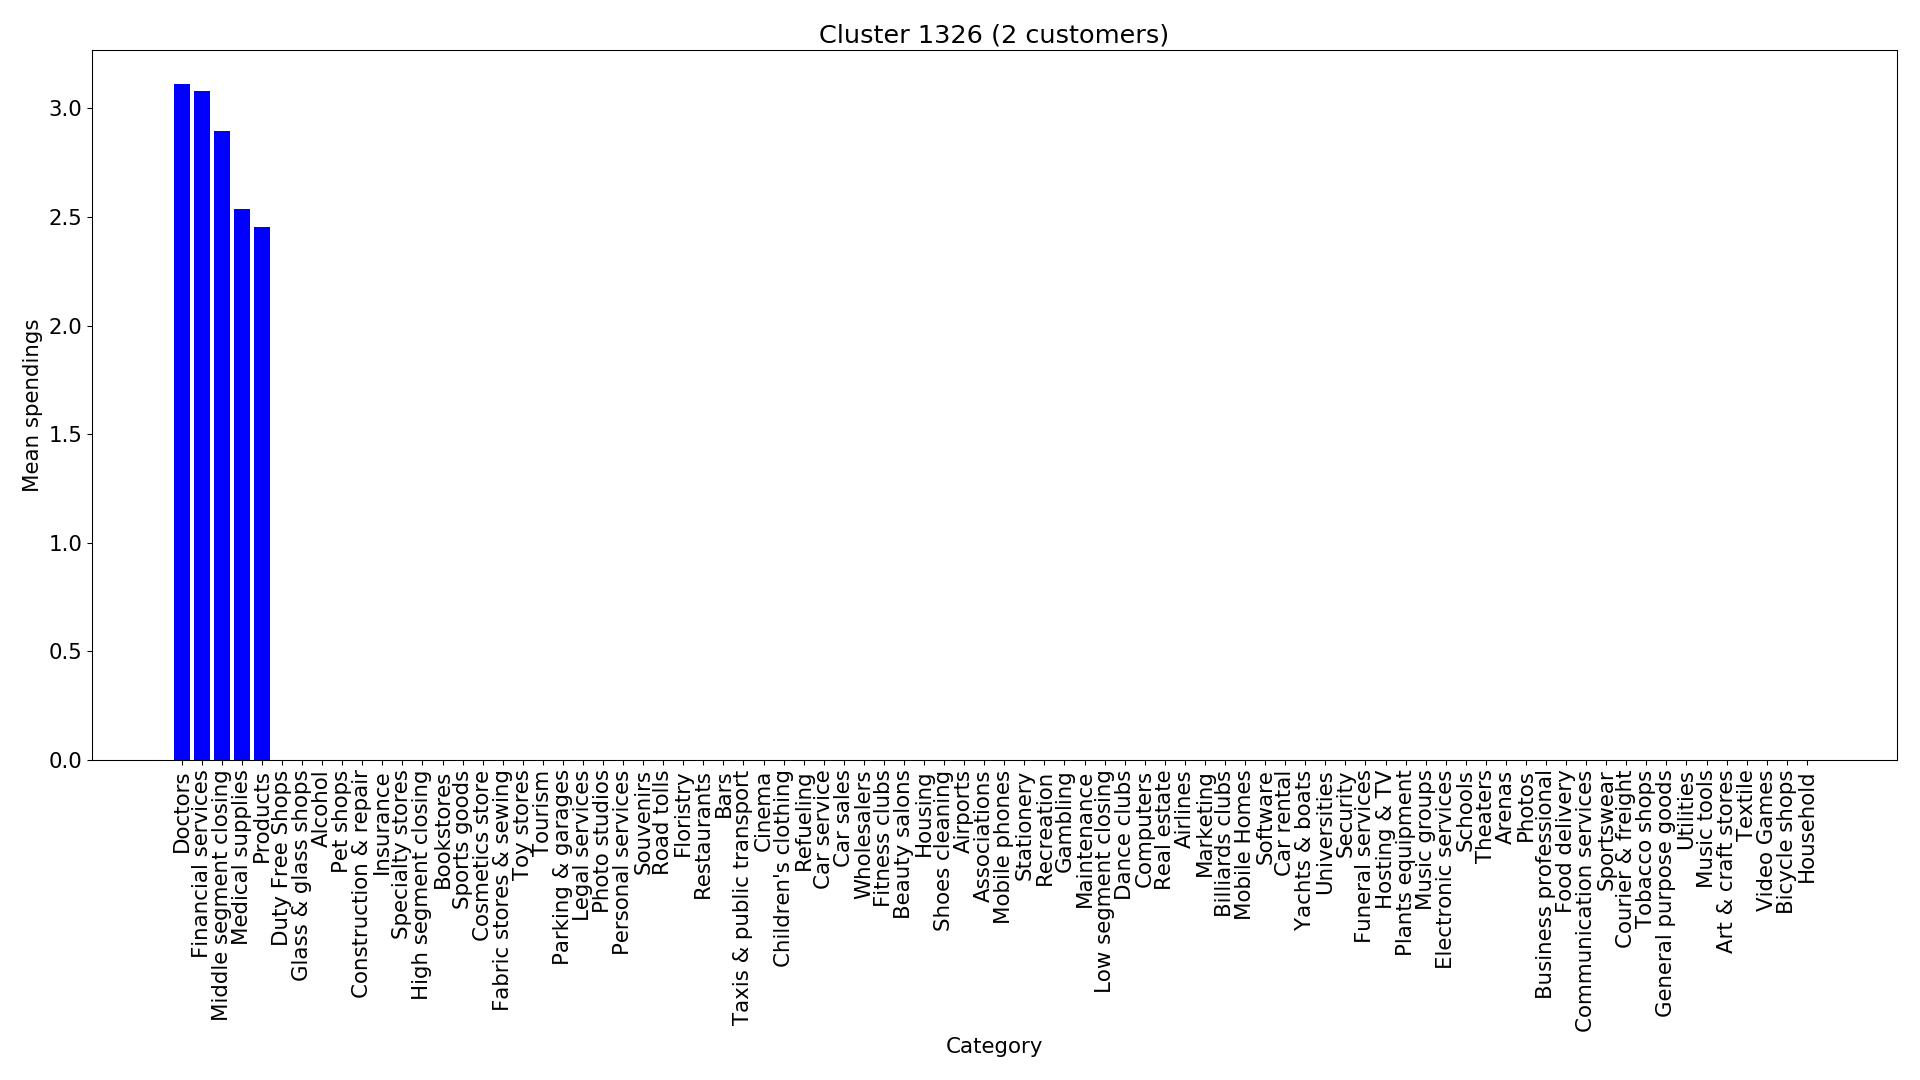 Cluster 1326 (2 customers)
Mean spendings
3.0
2.5
2.0
1.5
1.0
0.5
0.0
Doctors
Financial services
Middle segment closing
Medical supplies
Products
Duty Free Shops
Glass & glass shops
Alcohol
Pet shops
Construction & repair
Insurance
Specialty stores
High segment closing
Bookstores
Sports goods
Cosmetics store
Fabric stores & sewing
Toy stores
Tourism
Parking & garages
Legal services
Photo studios
Personal services
Souvenirs
Road tolls
Floristry
Restaurants
Bars
Taxis & public transport
Cinema
Children's clothing
Refueling
Car service
Car sales
Wholesalers
Fitness clubs
Beauty salons
Housing
Shoes cleaning
Airports
Associations
Mobile phones
Stationery
Recreation
Gambling
Maintenance
Low segment closing
Dance clubs
Computers
Real estate
Airlines
Marketing
Billiards clubs
Mobile Homes
Software
Car rental
Yachts & boats
Universities
Security
Funeral services
Hosting & TV
Plants equipment
Music groups
Electronic services
Schools
Theaters
Arenas
Photos
Business professional
Food delivery
Communication services
Sportswear
Courier & freight
Tobacco shops
General purpose goods
Utilities
Music tools
Art & craft stores
Textile
Video Games
Bicycle shops
Household
Category